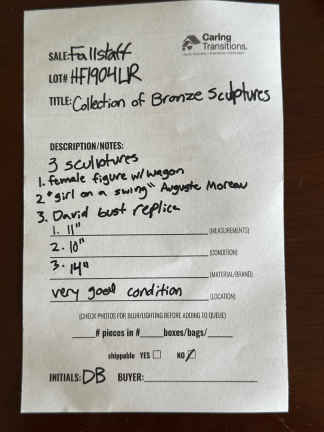 Caring
Transitions.
SALE: Fallstaff
LOT# HF1904LR
TITLE: Collection of Bronze Sculptures
DESCRIPTION/NOTES:
3 sculptures
1. female figure w/ wagon
2. "girl on a swing" Auguste Moreau
3. David bust replica
1. 11" (MEASUREMENTS)
2. 10" (CONDITION)
3. 14" (MATERIAL/BRAND)
very good condition (LOCATION)
(CHECK PHOTOS FOR BLUR/LIGHTING BEFORE ADDING TO QUEUE)
# pieces in # boxes/bags/
shippable YES NO
INITIALS: DB BUYER: